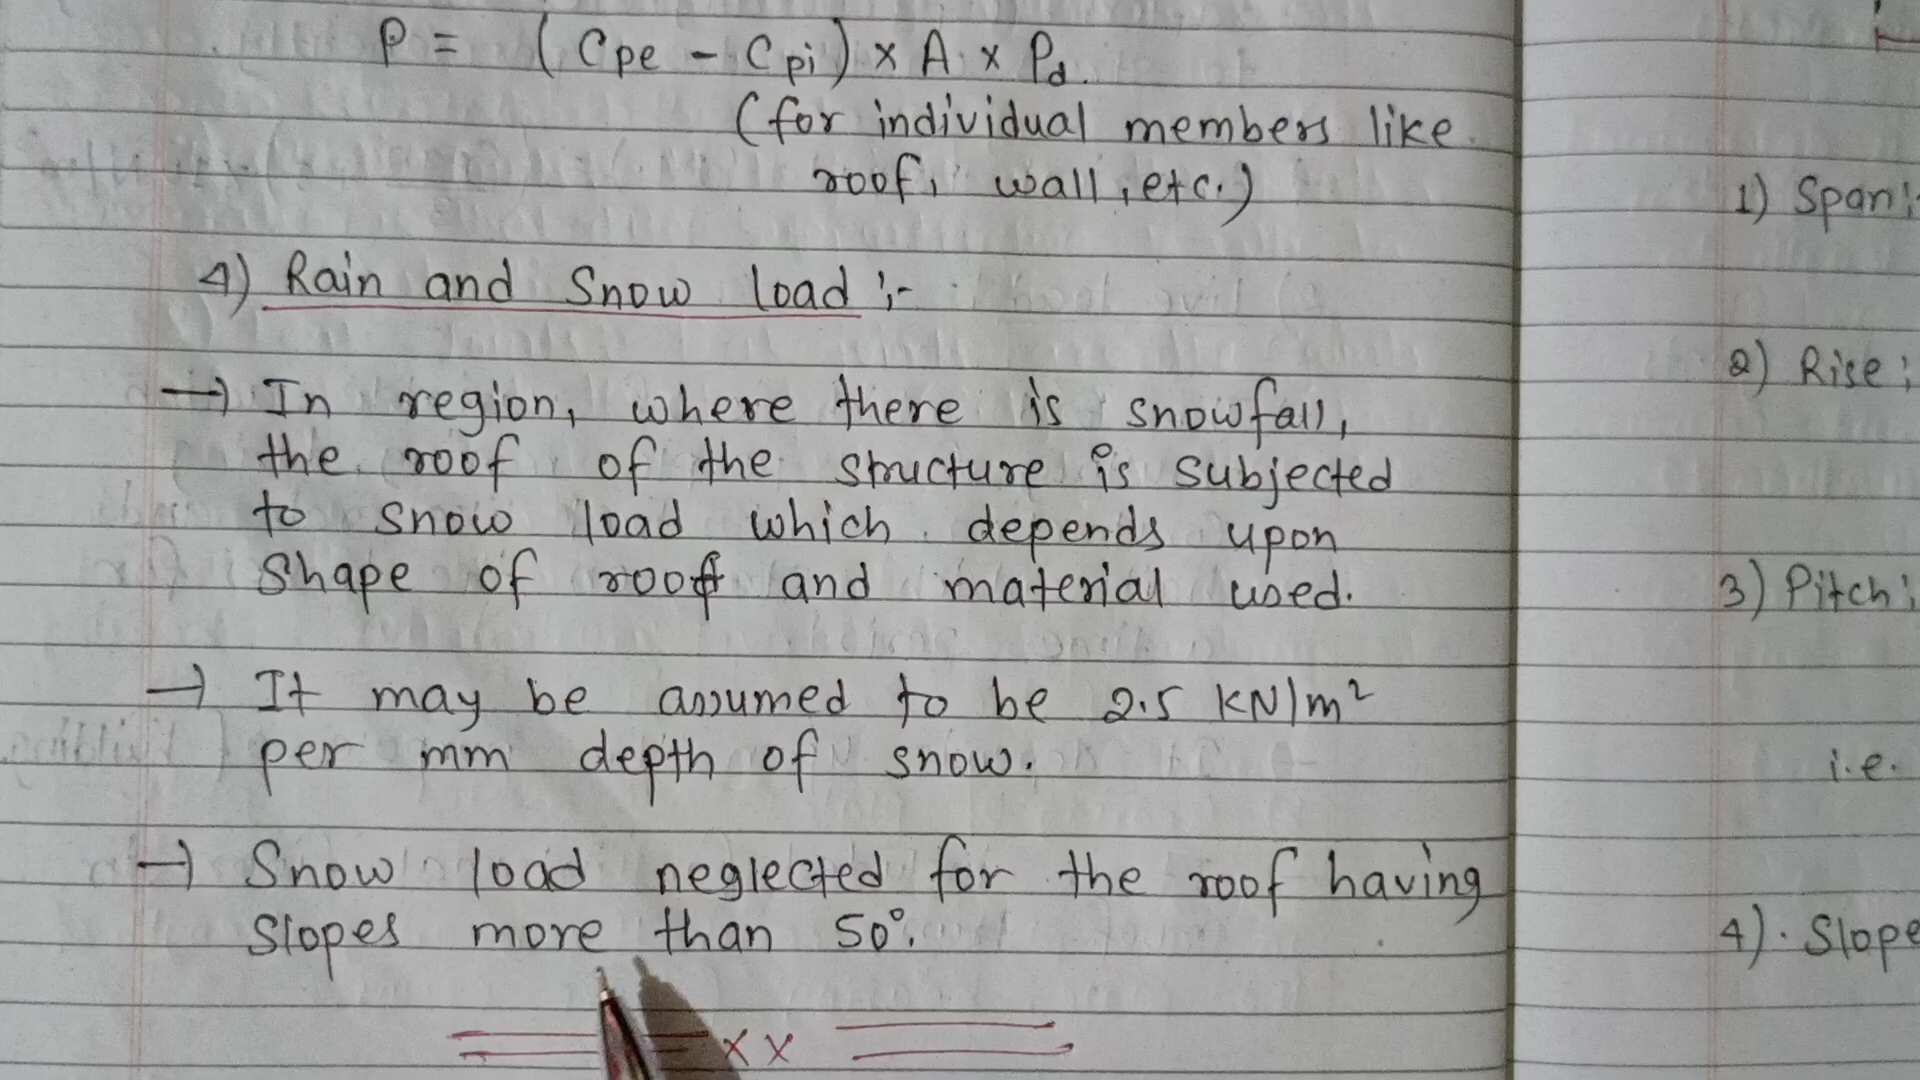 P = (Cpe - Cpi) × A × Pd.
(for individual members like
roof, wall, etc.)
4) Rain and Snow load :-
→ In region, where there is snowfall,
the roof of the structure is subjected
to snow load which depends upon
shape of roof and material used.
→ It may be assumed to be 2.5 KN/m²
per mm depth of snow.
→ Snow load neglected for the roof having
slopes more than 50°.
x x
1) Span :-
2) Rise :
3) Pitch :
i.e.
4). Slope